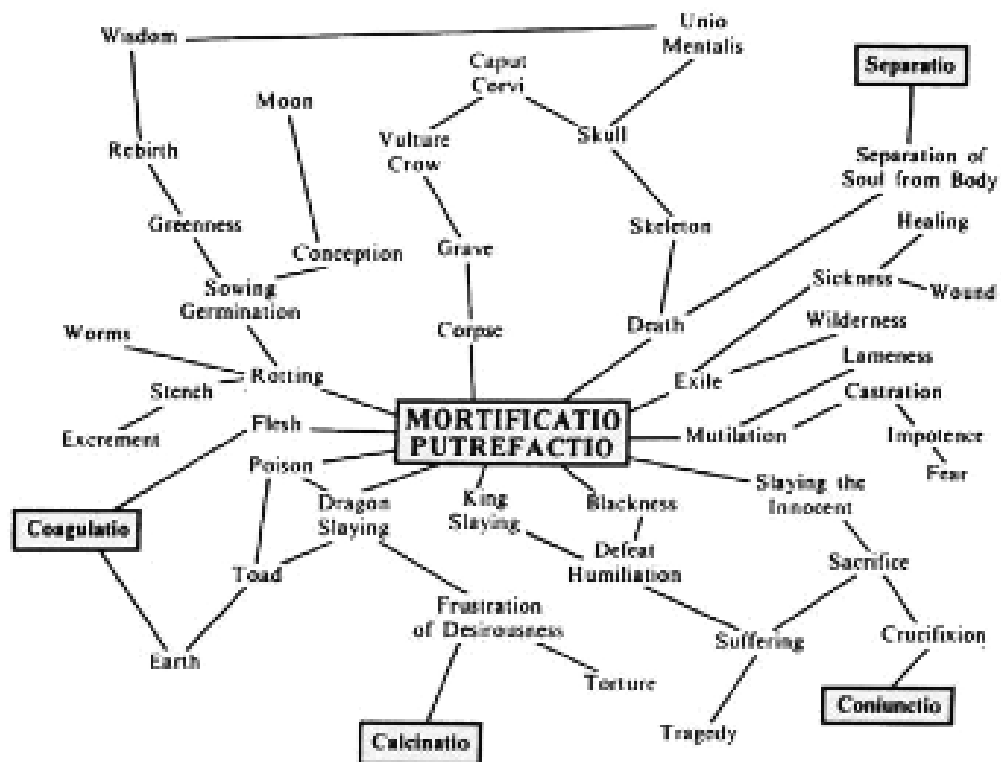 Wisdom
Unio
Mentalis
Caput
Corvi
Separatio
Moon
Vulture
Crow
Skull
Rebirth
Separation of
Soul from Body
Greenness
Skeleton
Healing
Conception
Grave
Sickness
Wound
Sowing
Germination
Worms
Corpse
Death
Wilderness
Lameness
Rotting
Exile
Stench
Castration
Excrement
Flesh
MORTIFICATIO
PUTREFACTIO
Mutilation
Impotence
Fear
Poison
Dragon
Slaying
King
Slaying
Blackness
Slaying the
Innocent
Coagulatio
Defeat
Humiliation
Sacrifice
Toad
Frustration
of Desirousness
Suffering
Crucifixion
Earth
Torture
Coniunctio
Calcinatio
Tragedy